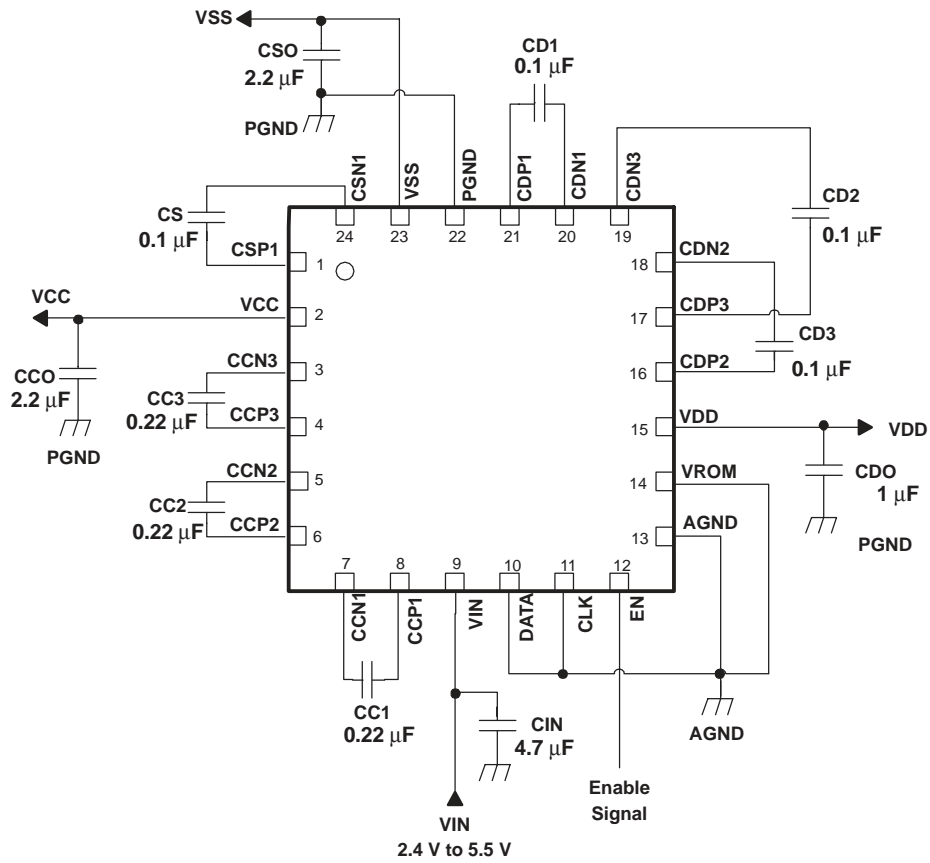 VSS
CSO
2.2 μF
PGND
CD1
0.1 μF
CSN1
VSS
PGND
CDP1
CDN1
CDN3
CS
0.1 μF
CSP1
24
23
22
21
20
19
CD2
0.1 μF
1
18
CDN2
VCC
VCC
2
17
CDP3
CD3
0.1 μF
CCO
2.2 μF
PGND
CCN3
3
CC3
0.22 μF
CCP3
4
16
CDP2
15
VDD
VDD
CCN2
5
CC2
0.22 μF
CCP2
6
14
VROM
CDO
1 μF
PGND
13
AGND
7
8
9
10
11
12
CCN1
CCP1
VIN
DATA
CLK
EN
CC1
0.22 μF
CIN
4.7 μF
AGND
Enable
Signal
VIN
2.4 V to 5.5 V